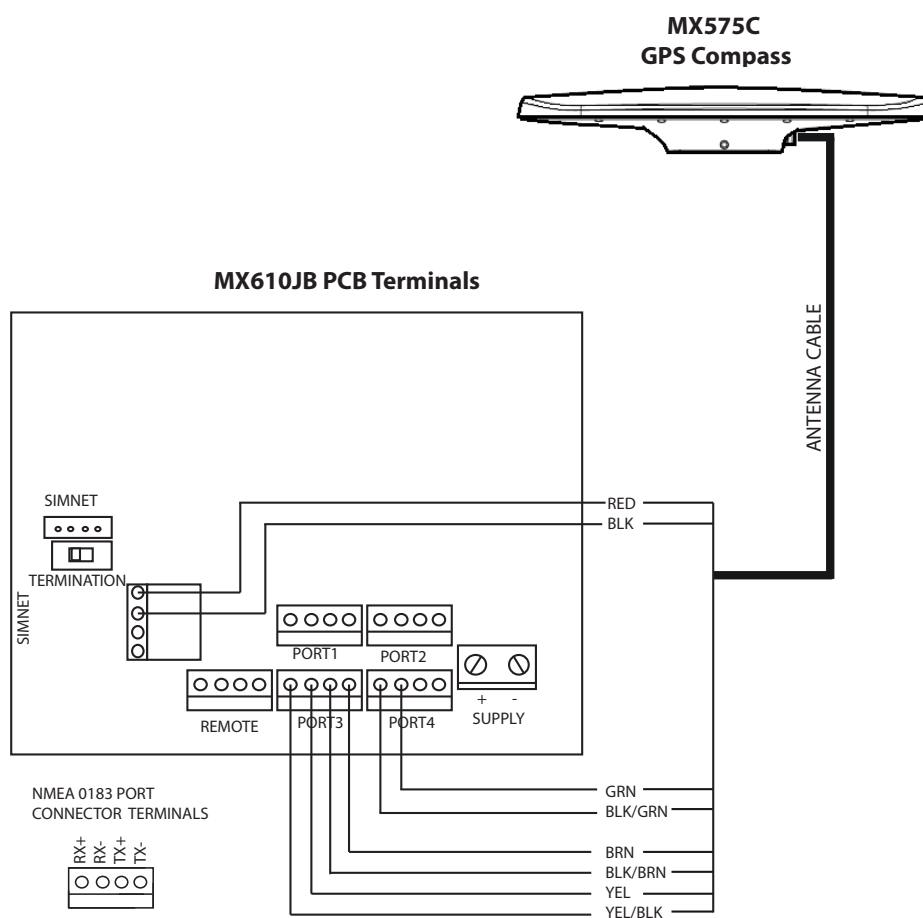 MX575C
GPS Compass
MX610JB PCB Terminals
ANTENNA CABLE
RED
BLK
SIMNET
TERMINATION
SIMNET
PORT1
PORT2
REMOTE
PORT3
PORT4
+ -
SUPPLY
NMEA 0183 PORT
CONNECTOR TERMINALS
RX+
RX-
TX+
TX-
GRN
BLK/GRN
BRN
BLK/BRN
YEL
YEL/BLK